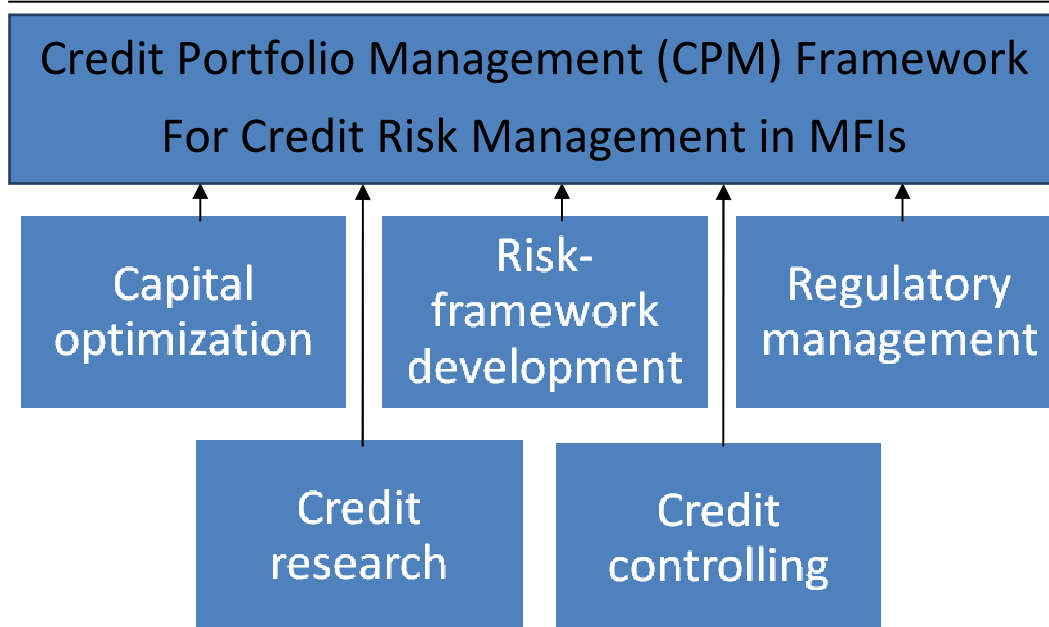 Credit Portfolio Management (CPM) Framework
For Credit Risk Management in MFIs
Capital
optimization
Risk-
framework
development
Regulatory
management
Credit
research
Credit
controlling